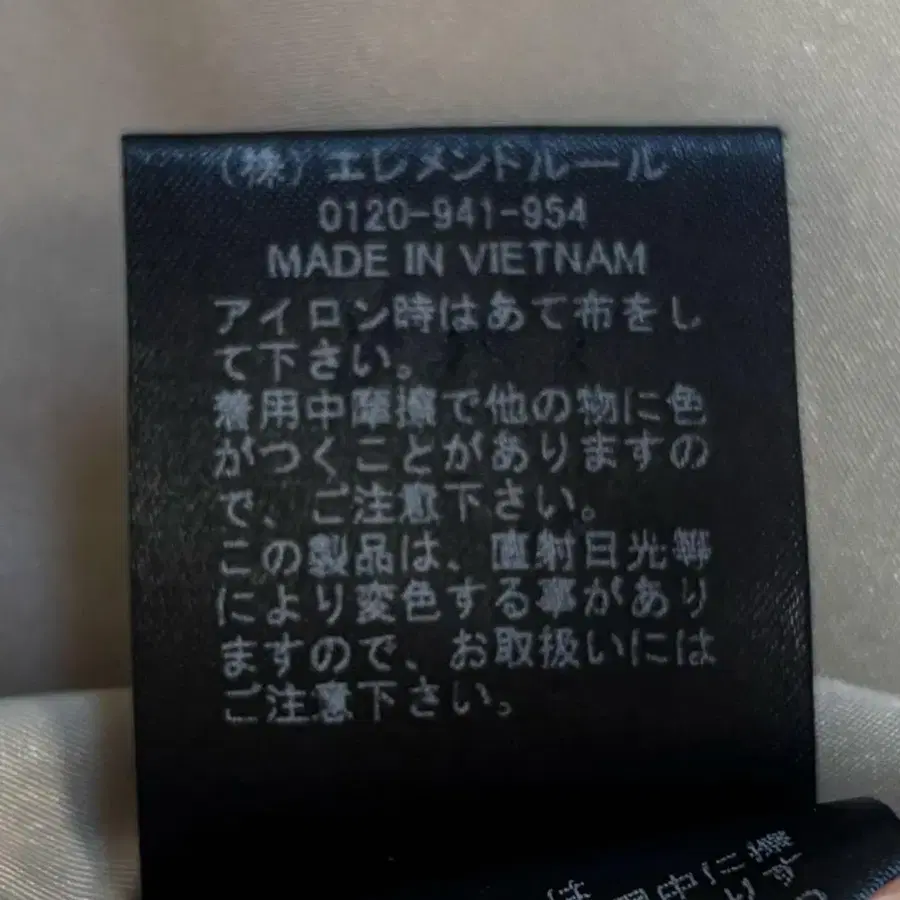 (株) エレメントルール
0120-941-954
MADE IN VIETNAM
アイロン時はあて布をし
て下さい。
着用中摩擦で他の物に色
がつくことがありますの
で、ご注意下さい。
この製品は、直射日光等
により変色する事があり
ますので、お取扱いには
ご注意下さい。